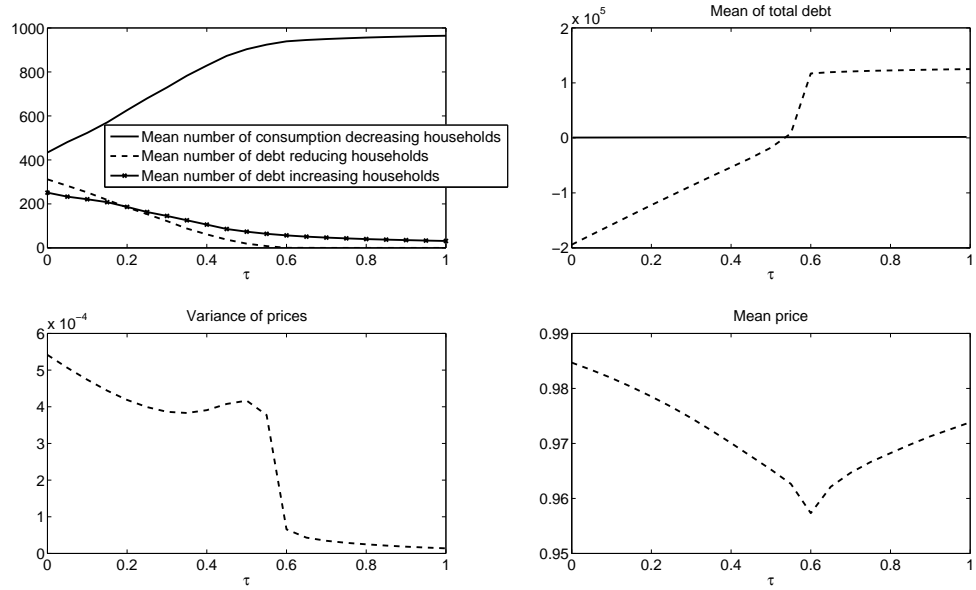 1000
800
600
400
200
0
Mean number of consumption decreasing households
Mean number of debt reducing households
Mean number of debt increasing households
0 0.2 0.4 0.6 0.8 1
τ
Mean of total debt
x 10^5
2
1
0
−1
−2
0 0.2 0.4 0.6 0.8 1
τ
Variance of prices
x 10^−4
6
5
4
3
2
1
0
0 0.2 0.4 0.6 0.8 1
τ
Mean price
0.99
0.98
0.97
0.96
0.95
0 0.2 0.4 0.6 0.8 1
τ